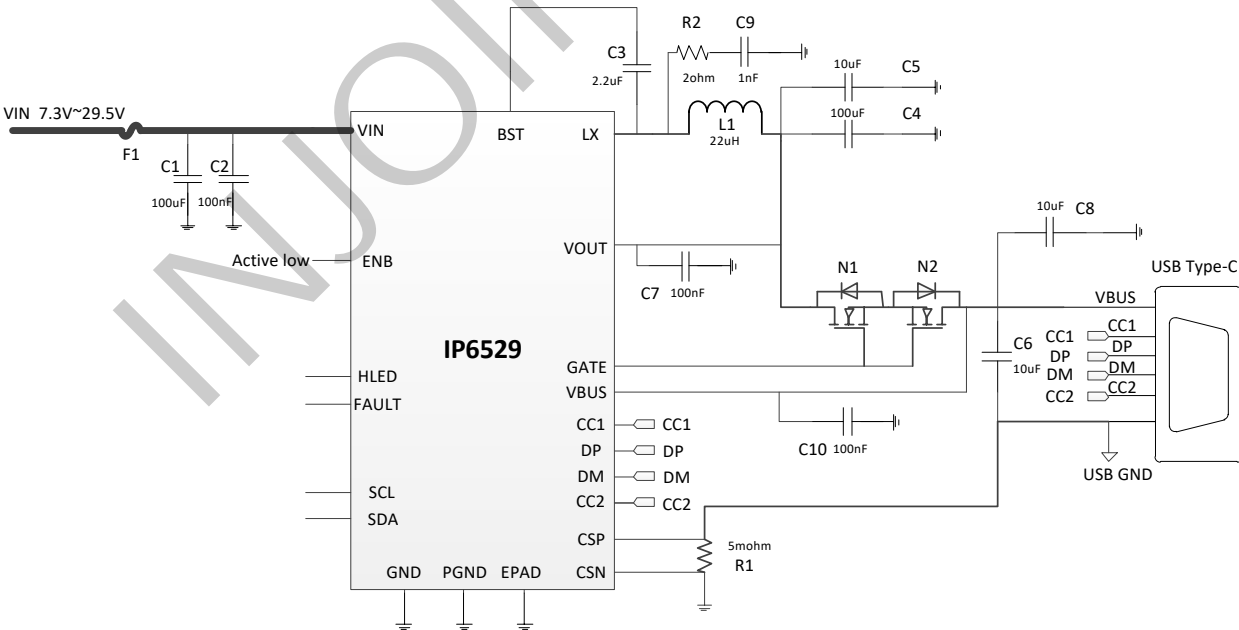 R2
C9
C3
2.2uF
2ohm
1nF
10uF
C5
100uF
C4
VIN 7.3V~29.5V
F1
VIN
BST
LX
L1
22uH
C1
C2
100uF
100nF
10uF
C8
Active low
ENB
VOUT
C7
100nF
N1
N2
USB Type-C
VBUS
IP6529
C6
10uF
CC1
CC1
DP
DP
DM
DM
CC2
CC2
GATE
VBUS
HLED
FAULT
CC1
CC1
C10
100nF
DP
DP
DM
DM
CC2
CC2
USB GND
SCL
SDA
CSP
5mohm
R1
GND
PGND
EPAD
CSN